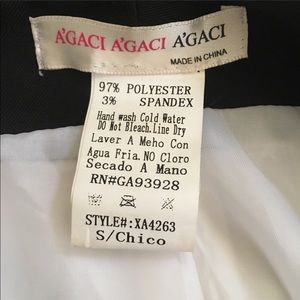 A'GACI A'GACI A'GACI
MADE IN CHINA
97% POLYESTER
3% SPANDEX
Hand wash Cold Water
DO Not Bleach.Line Dry
Laver A Meho Con
Agua Fria.NO Cloro
Secado A Mano
RN#GA93928
STYLE#:XA4263
S/Chico